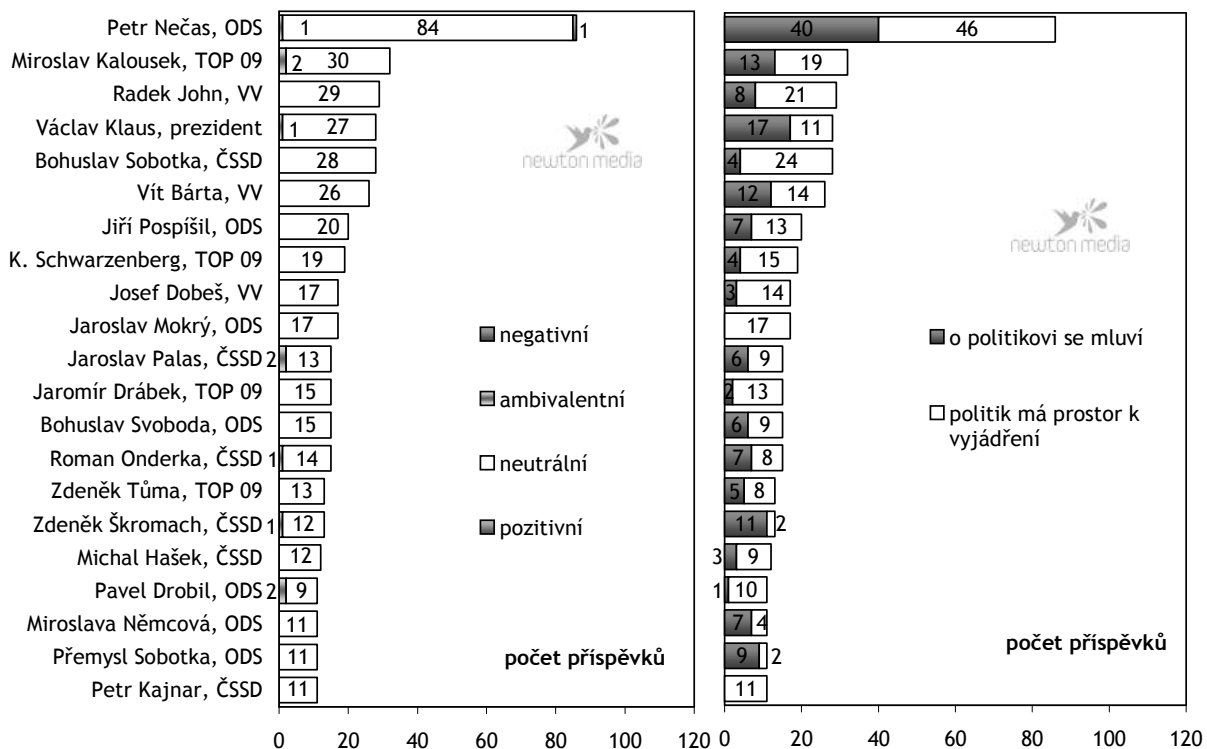 Petr Nečas, ODS 1 84 1 40 46
Miroslav Kalousek, TOP 09 2 30 13 19
Radek John, VV 29 8 21
Václav Klaus, prezident 1 27 17 11
Bohuslav Sobotka, ČSSD 28 4 24
Vít Bárta, VV 26 12 14
Jiří Pospíšil, ODS 20 7 13
K. Schwarzenberg, TOP 09 19 4 15
Josef Dobeš, VV 17 3 14
Jaroslav Mokrý, ODS 17 17
Jaroslav Palas, ČSSD 2 13 6 9
Jaromír Drábek, TOP 09 15 2 13
Bohuslav Svoboda, ODS 15 6 9
Roman Onderka, ČSSD 1 14 7 8
Zdeněk Tůma, TOP 09 13 5 8
Zdeněk Škromach, ČSSD 1 12 11 2
Michal Hašek, ČSSD 12 3 9
Pavel Drobil, ODS 2 9 1 10
Miroslava Němcová, ODS 11 7 4
Přemysl Sobotka, ODS 11 9 2
Petr Kajnar, ČSSD 11 11
newton media
negativní
ambivalentní
neutrální
pozitivní
počet příspěvků
0 20 40 60 80 100 120
newton media
o politikovi se mluví
politik má prostor k
vyjádření
počet příspěvků
0 20 40 60 80 100 120